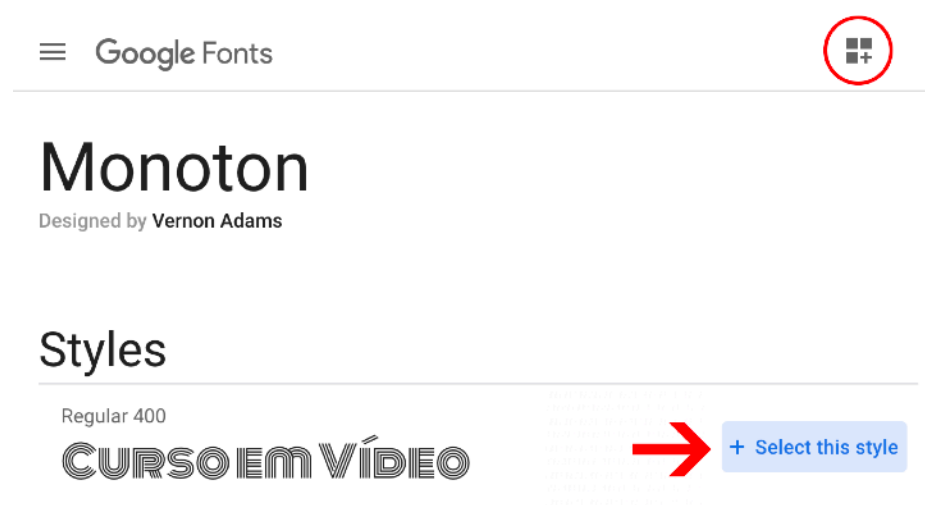 Google Fonts
Monoton
Designed by Vernon Adams
Styles
Regular 400
Curso em Vídeo
+ Select this style